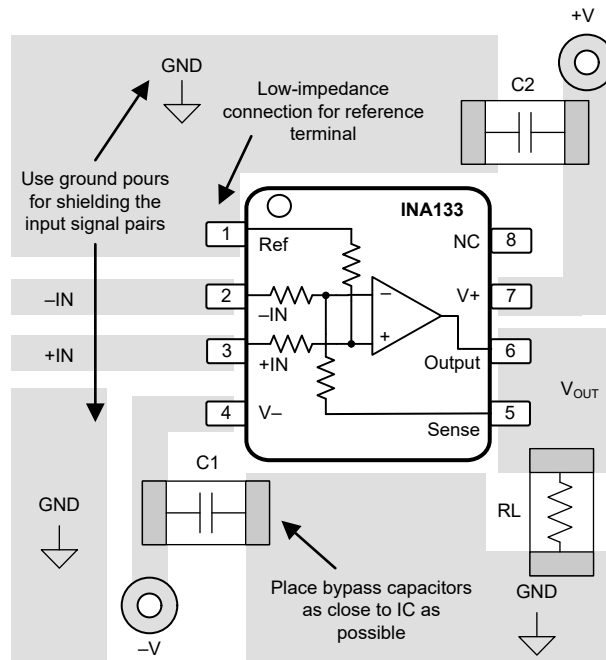 +V
GND
C2
Low-impedance
connection for reference
terminal
Use ground pours
for shielding the
input signal pairs
INA133
1
Ref
NC
8
–IN
2
–IN
V+
7
+IN
3
+IN
Output
6
4
V–
Sense
5
VOUT
C1
GND
RL
Place bypass capacitors
as close to IC as
possible
GND
–V
–
+